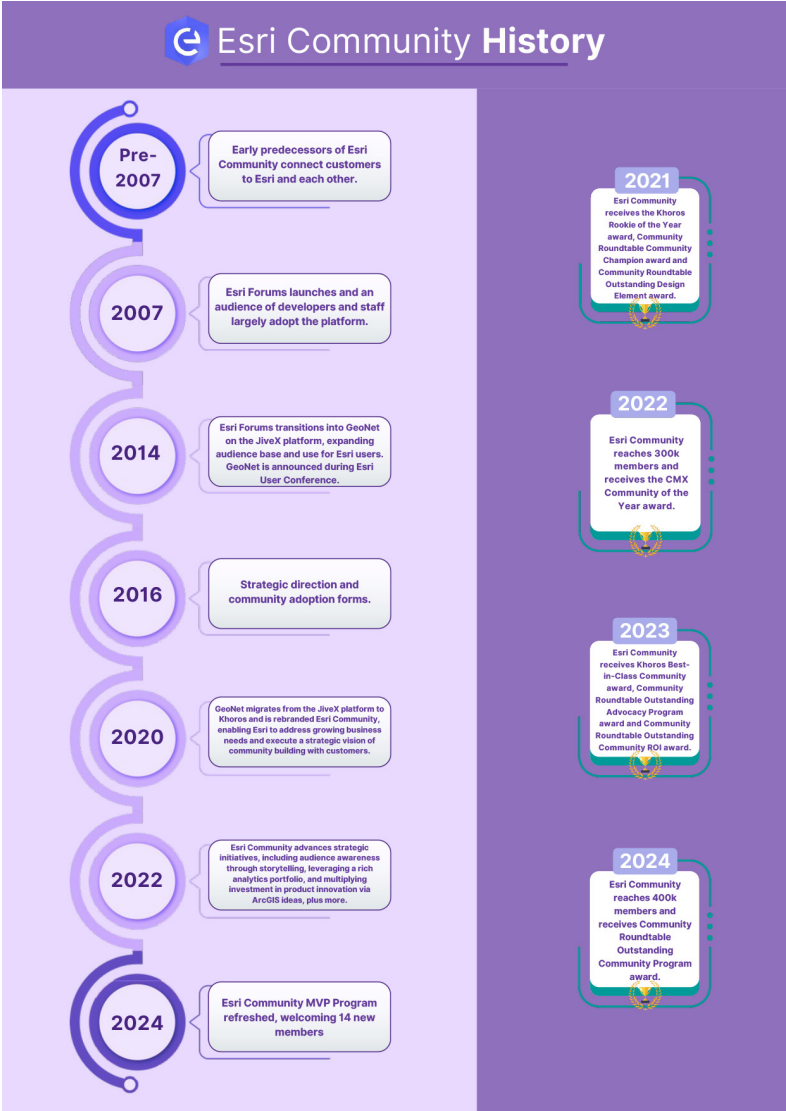 Esri Community History
Pre-
2007
Early predecessors of Esri
Community connect customers
to Esri and each other.
2007
Esri Forums launches and an
audience of developers and staff
largely adopt the platform.
2014
Esri Forums transitions into GeoNet
on the JiveX platform, expanding
audience base and use for Esri users.
GeoNet is announced during Esri
User Conference.
2016
Strategic direction and
community adoption forms.
2020
GeoNet migrates from the JiveX platform to
Khoros and is rebranded Esri Community,
enabling Esri to address growing business
needs and execute a strategic vision of
community building with customers.
2022
Esri Community advances strategic
initiatives, including audience awareness
through storytelling, leveraging a rich
analytics portfolio, and multiplying
investment in product innovation via
ArcGIS ideas, plus more.
2024
Esri Community MVP Program
refreshed, welcoming 14 new
members
2021
Esri Community
receives the Khoros
Rookie of the Year
award, Community
Roundtable Community
Champion award and
Community Roundtable
Outstanding Design
Element award.
2022
Esri Community
reaches 300k
members and
receives the CMX
Community of the
Year award.
2023
Esri Community
receives Khoros Best-
in-Class Community
award, Community
Roundtable Outstanding
Advocacy Program
award and Community
Roundtable Outstanding
Community ROI award.
2024
Esri Community
reaches 400k
members and
receives Community
Roundtable
Outstanding
Community Program
award.